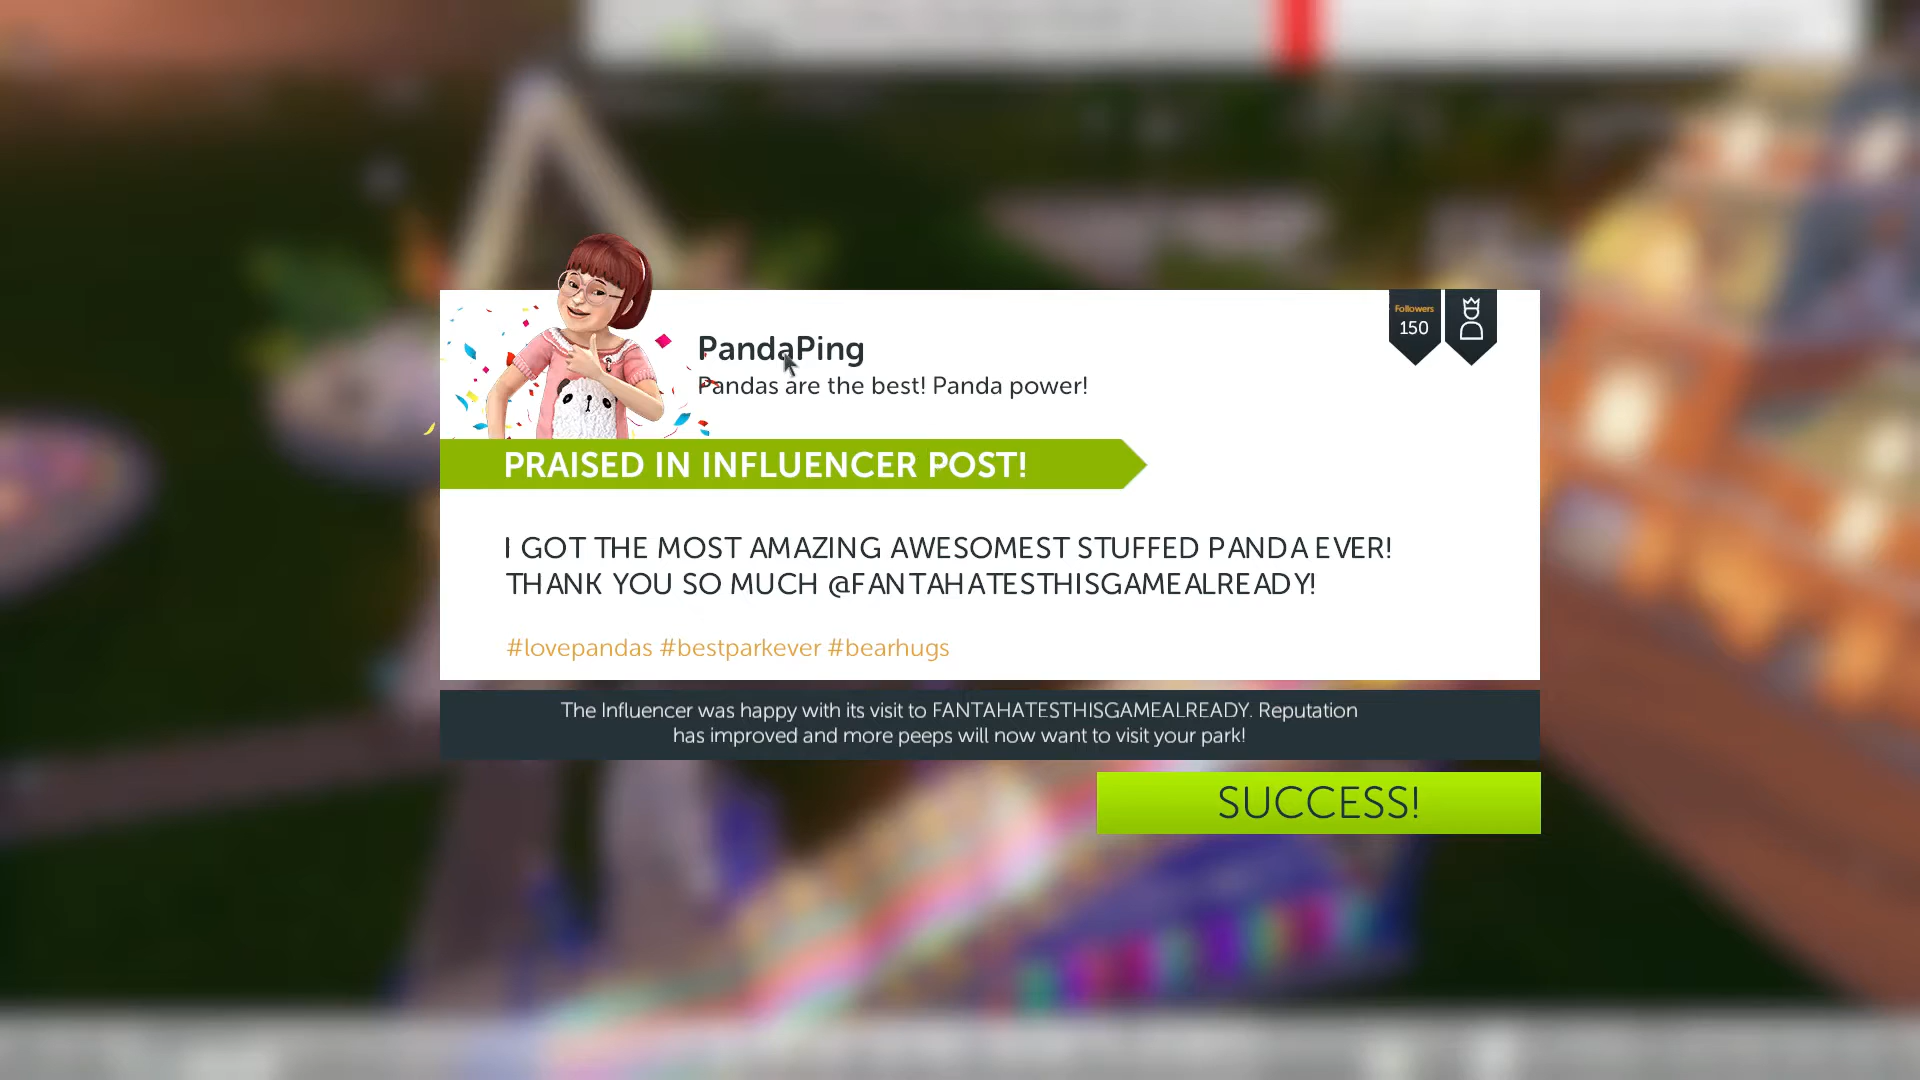 Followers
150
PandaPing
Pandas are the best! Panda power!
PRAISED IN INFLUENCER POST!
I GOT THE MOST AMAZING AWESOMEST STUFFED PANDA EVER!
THANK YOU SO MUCH @FANTAHATESTHISGAMEALREADY!
#lovepandas #bestparkever #bearhugs
The Influencer was happy with its visit to FANTAHATESTHISGAMEALREADY. Reputation
has improved and more peeps will now want to visit your park!
SUCCESS!